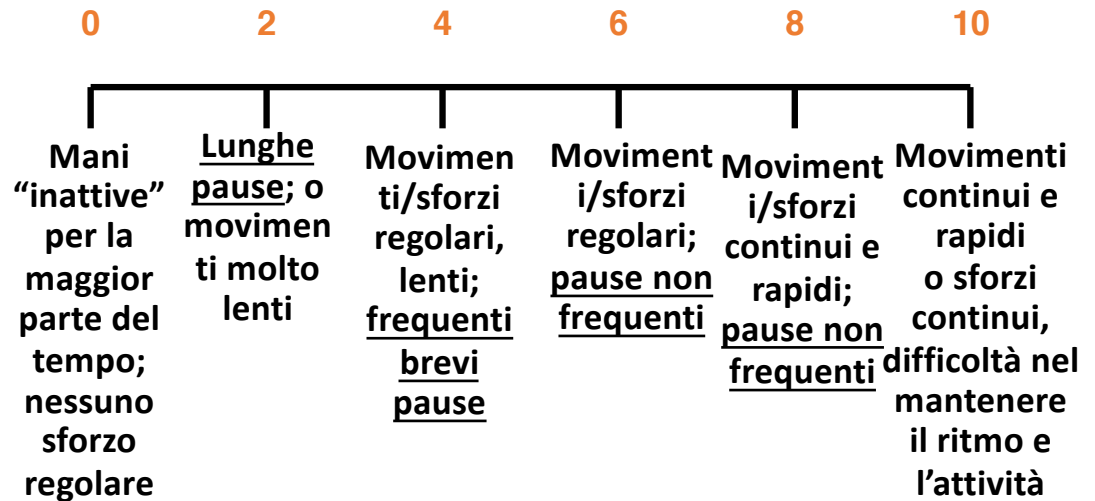 0 2 4 6 8 10
Mani
“inattive”
per la
maggior
parte del
tempo;
nessuno
sforzo
regolare
Lunghe
pause; o
movimen
ti molto
lenti
Movimen
ti/sforzi
regolari,
lenti;
frequenti
brevi
pause
Moviment
i/sforzi
regolari;
pause non
frequenti
Moviment
i/sforzi
continui e
rapidi;
pause non
frequenti
Movimenti
continui e
rapidi
o sforzi
continui,
difficoltà nel
mantenere
il ritmo e
l’attività